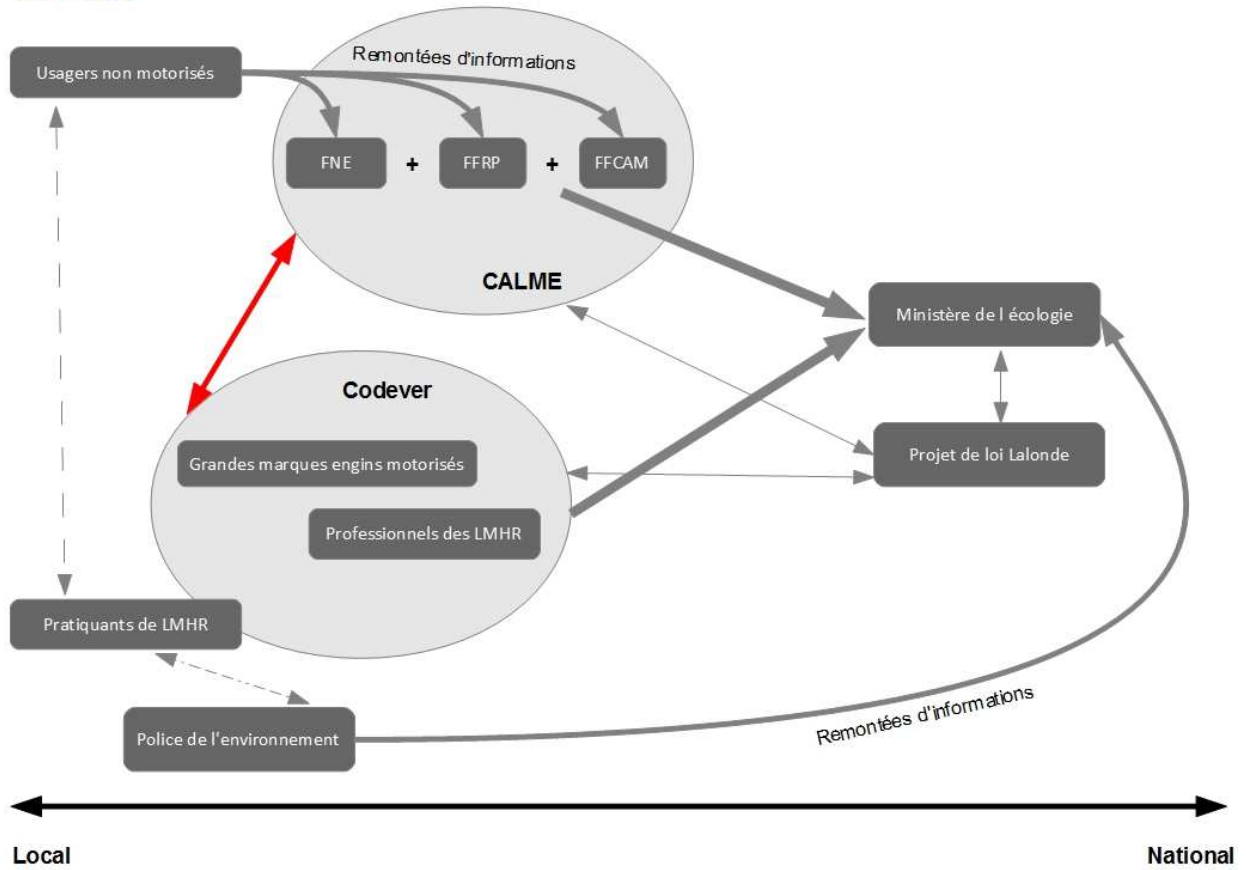 Usagers non motorisés
Remontées d'informations
FNE + FFRP + FFCAM
CALME
Ministère de l écologie
Codever
Grandes marques engins motorisés
Projet de loi Lalonde
Professionnels des LMHR
Pratiquants de LMHR
Police de l'environnement
Remontées d'informations
Local
National